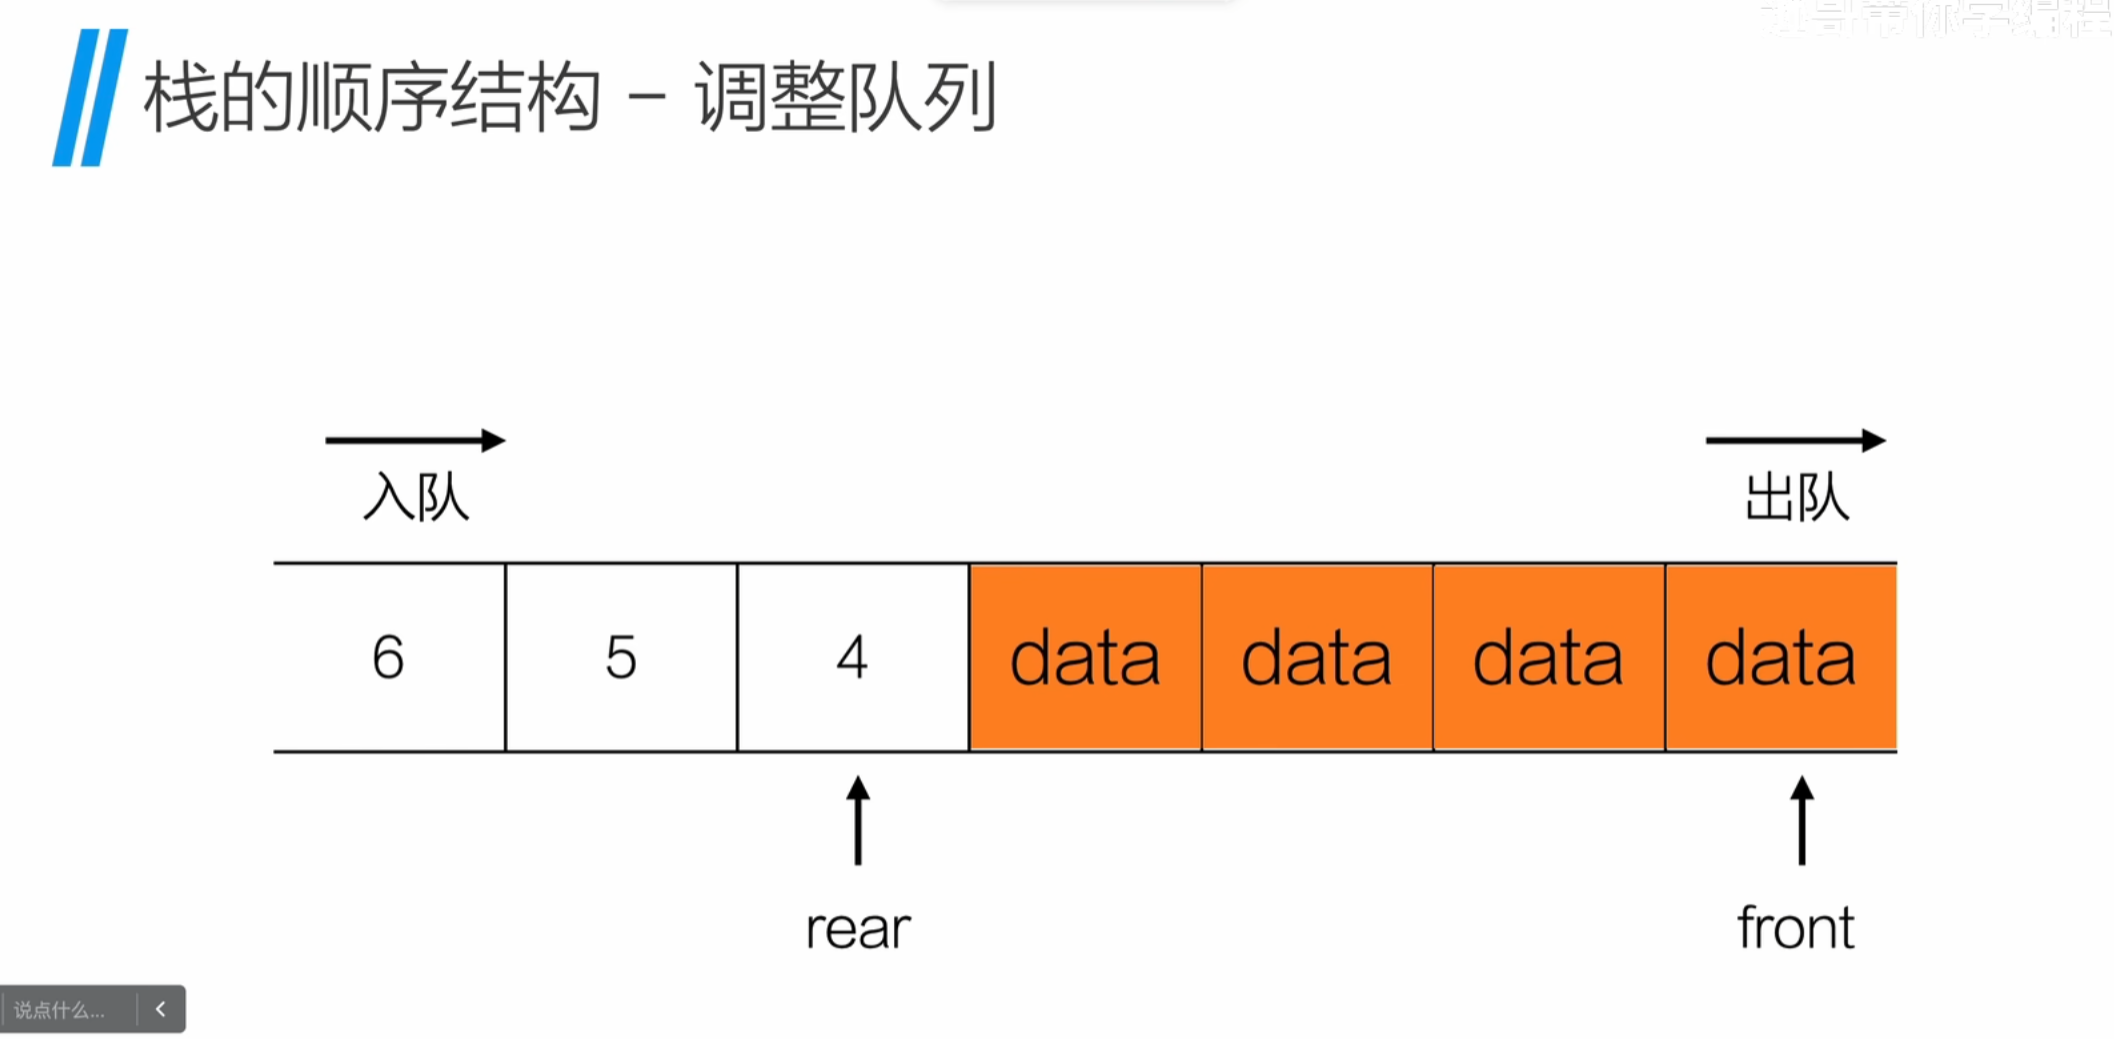 栈的顺序结构 – 调整队列
入队
出队
6 5 4 data data data data
rear
front
说点什么...